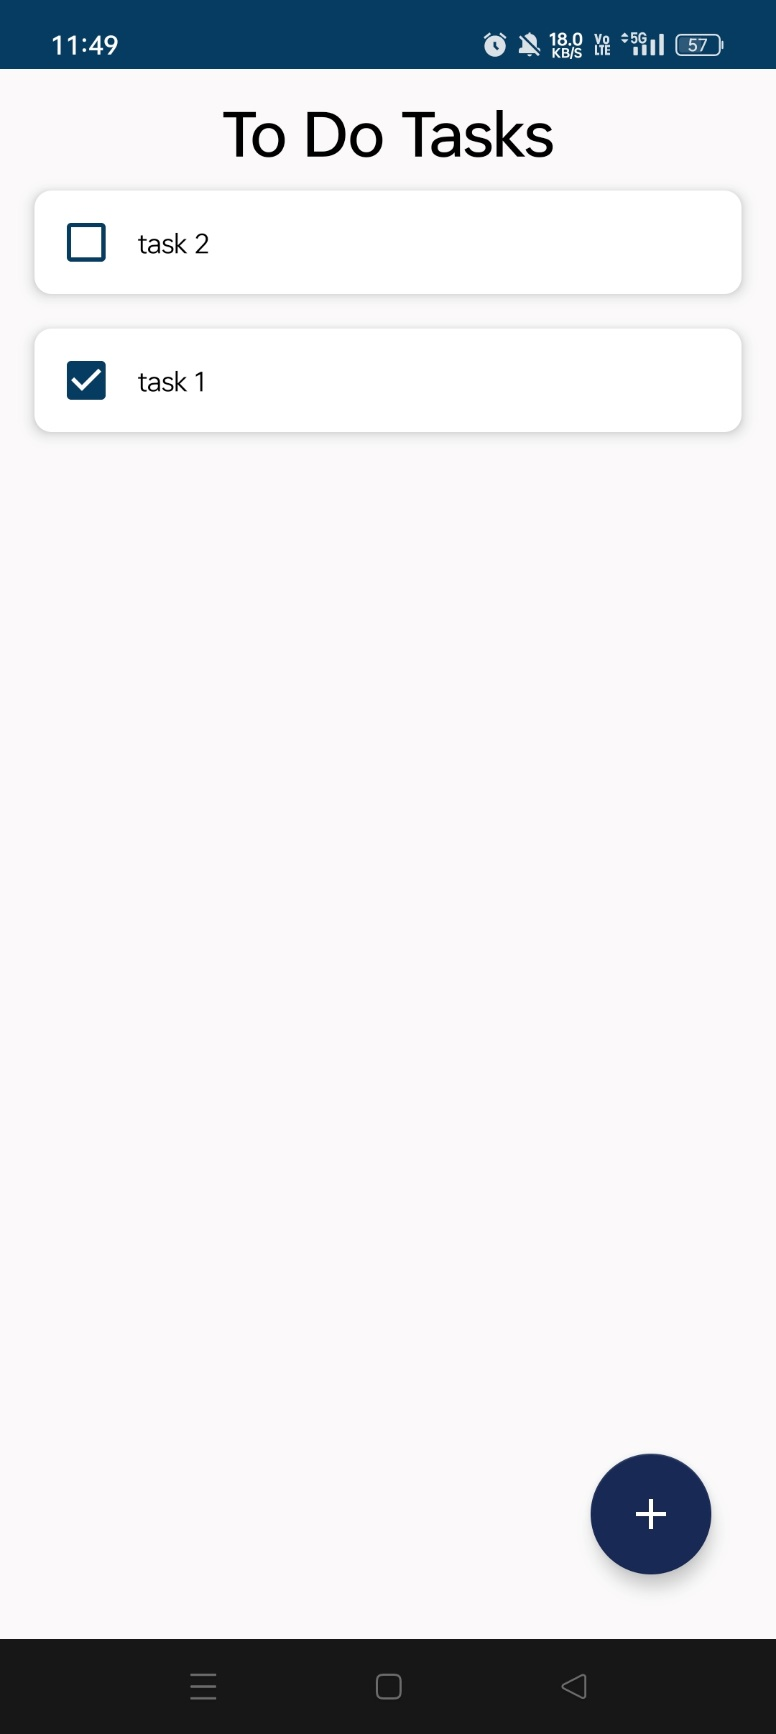 11:49 18.0 KB/S Vo LTE 5G 57
To Do Tasks
task 2
task 1